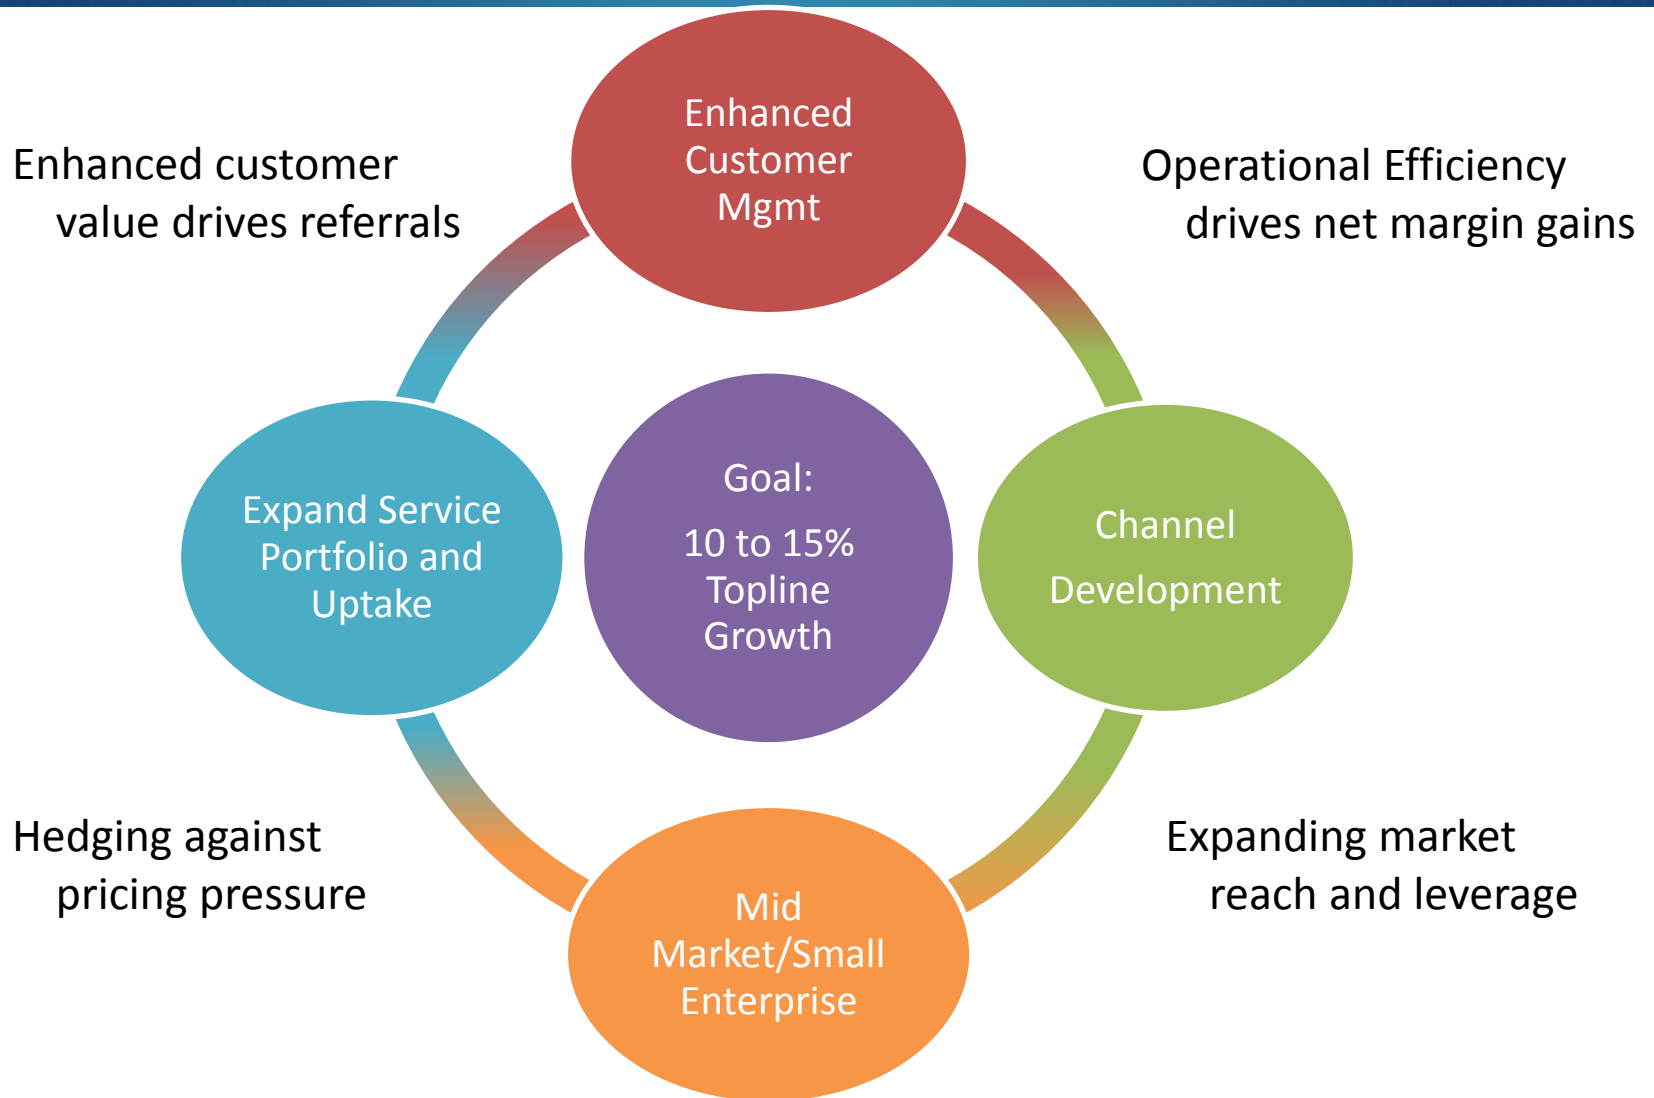 Enhanced
Customer
Mgmt
Enhanced customer
value drives referrals
Operational Efficiency
drives net margin gains
Expand Service
Portfolio and
Uptake
Goal:
10 to 15%
Topline
Growth
Channel
Development
Hedging against
pricing pressure
Expanding market
reach and leverage
Mid
Market/Small
Enterprise